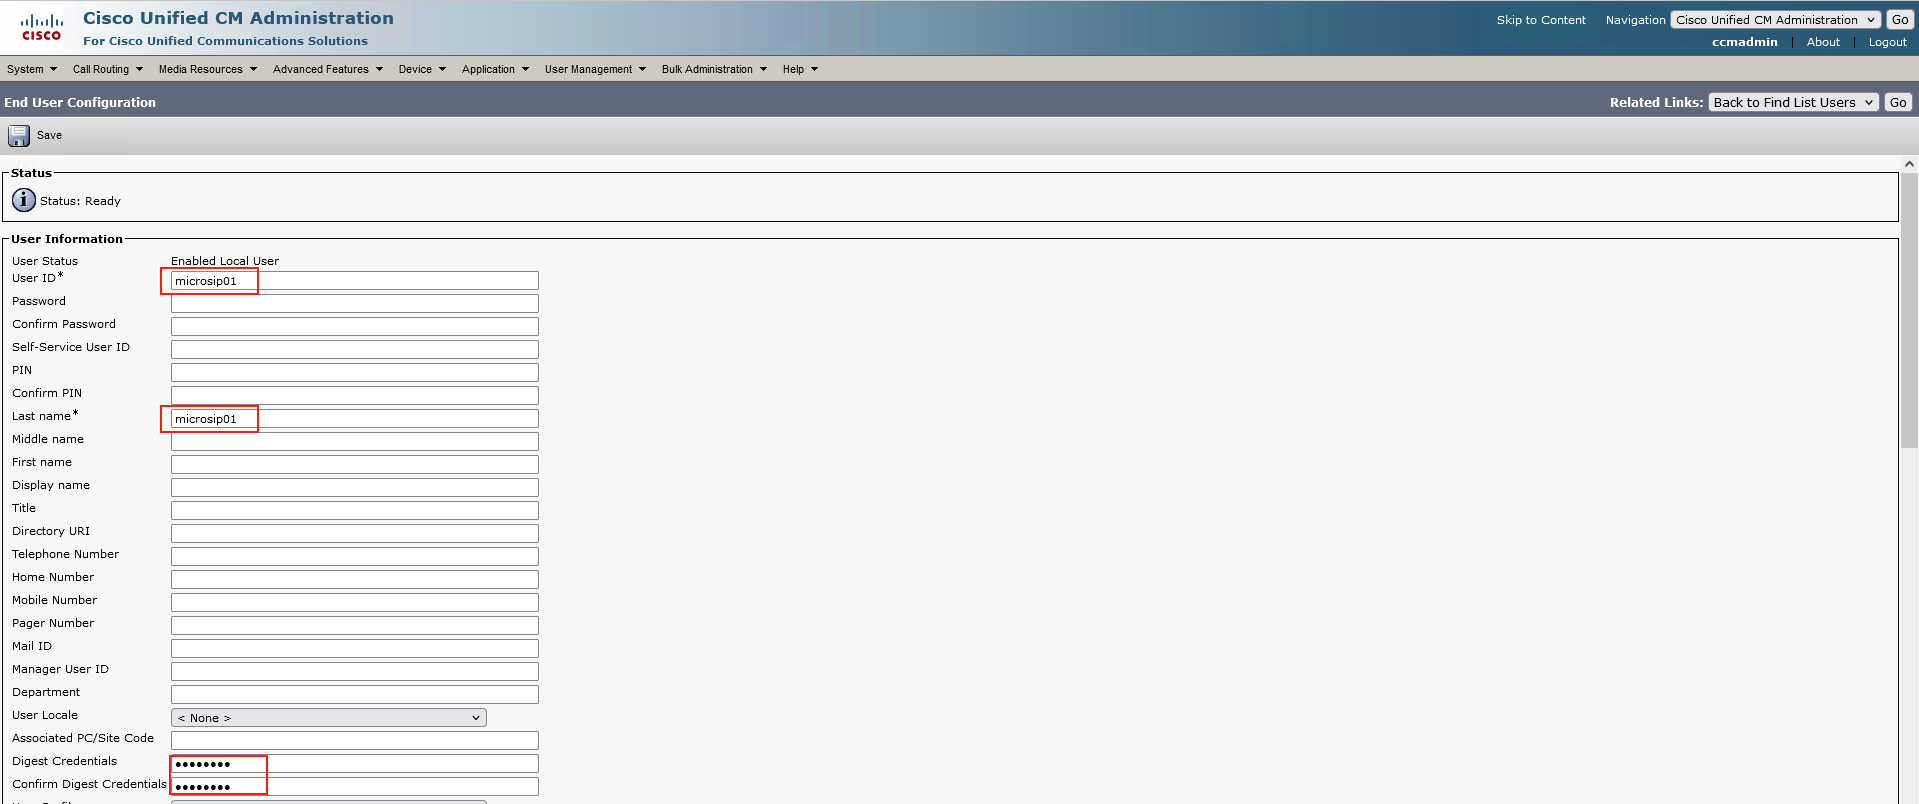 Cisco Unified CM Administration
For Cisco Unified Communications Solutions
CISCO
Skip to Content Navigation Cisco Unified CM Administration Go
ccmadmin | About | Logout
System Call Routing Media Resources Advanced Features Device Application User Management Bulk Administration Help
End User Configuration
Related Links: Back to Find List Users Go
Save
Status
i Status: Ready
User Information
User Status Enabled Local User
User ID* microsip01
Password
Confirm Password
Self-Service User ID
PIN
Confirm PIN
Last name* microsip01
Middle name
First name
Display name
Title
Directory URI
Telephone Number
Home Number
Mobile Number
Pager Number
Mail ID
Manager User ID
Department
User Locale < None >
Associated PC/Site Code
Digest Credentials ••••••••
Confirm Digest Credentials ••••••••